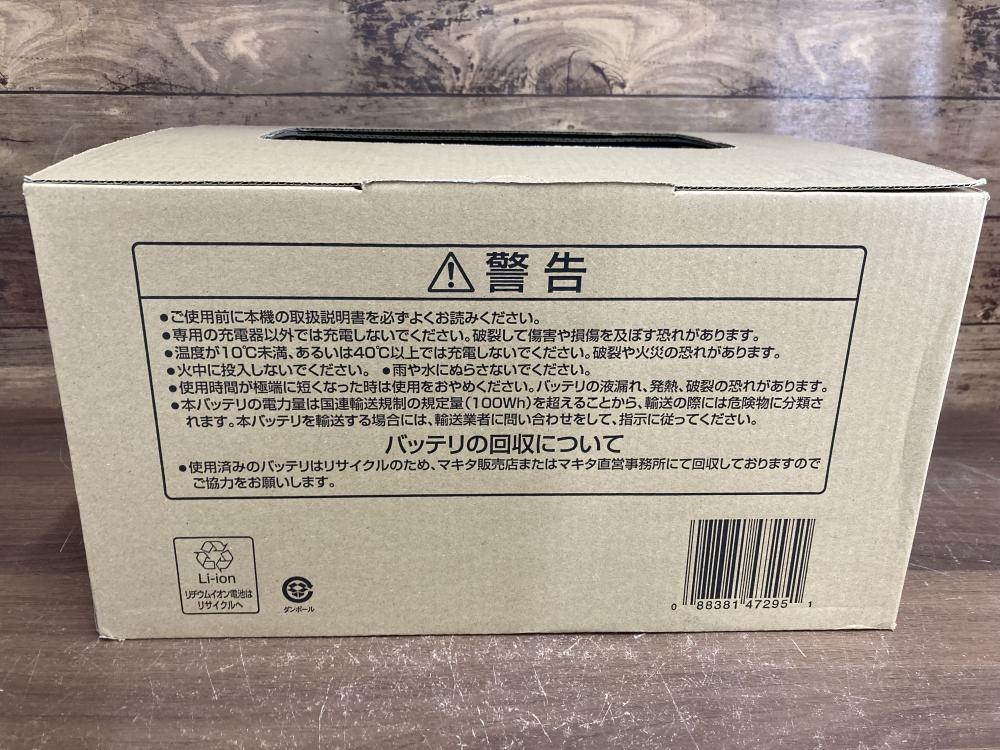 警告
●ご使用前に本機の取扱説明書を必ずよくお読みください。
●専用の充電器以外では充電しないでください。破裂して傷害や損傷を及ぼす恐れがあります。
●温度が10℃未満、あるいは40℃以上では充電しないでください。破裂や火災の恐れがあります。
●火中に投入しないでください。 ●雨や水にぬらさないでください。
●使用時間が極端に短くなった時は使用をおやめください。バッテリの液漏れ、発熱、破裂の恐れがあります。
●本バッテリの電力量は国連輸送規制の規定量(100Wh)を超えることから、輸送の際には危険物に分類さ
れます。本バッテリを輸送する場合には、輸送業者に問い合わせをして、指示に従ってください。
バッテリの回収について
●使用済みのバッテリはリサイクルのため、マキタ販売店またはマキタ直営事務所にて回収しておりますので
ご協力をお願いします。
Li-ion
リチウムイオン電池は
リサイクルへ
ダンボール
0 88381 47295 1